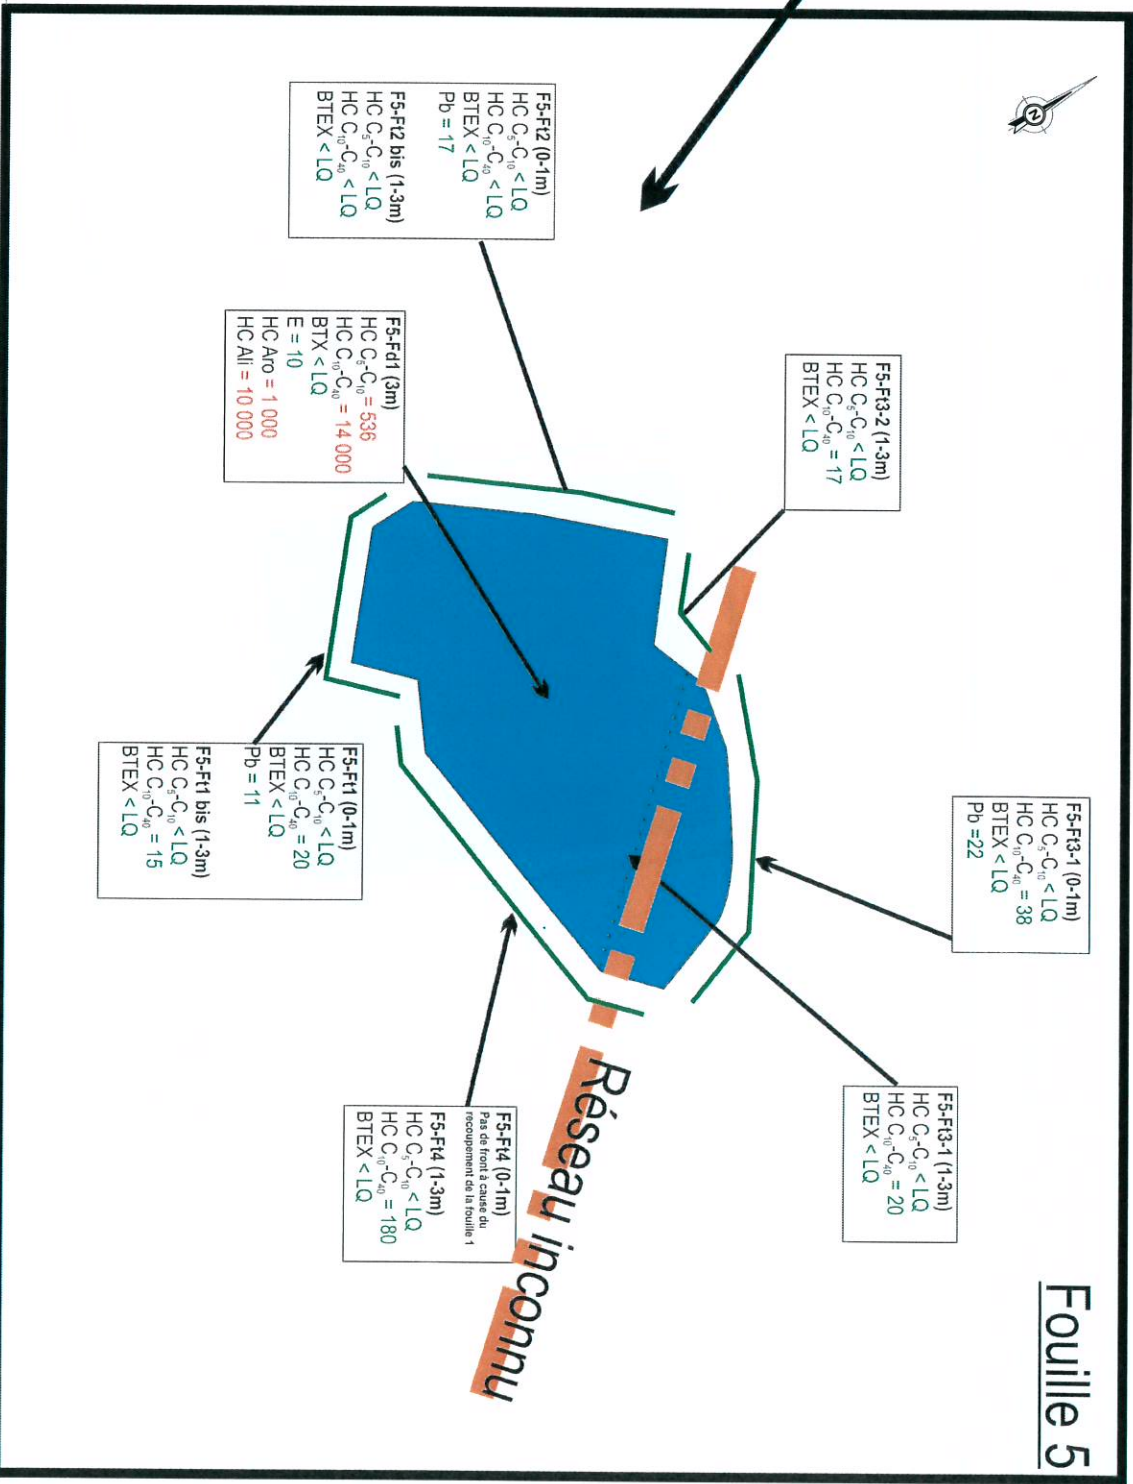 Fouille 5
F5-Ft2 (0-1m)
HC C₅-C₁₀ < LQ
HC C₁₀-C₄₀ < LQ
BTEX < LQ
Pb = 17
F5-Ft2 bis (1-3m)
HC C₅-C₁₀ < LQ
HC C₁₀-C₄₀ < LQ
BTEX < LQ
F5-Ft3-2 (1-3m)
HC C₅-C₁₀ < LQ
HC C₁₀-C₄₀ = 17
BTEX < LQ
F5-Ft3-1 (0-1m)
HC C₅-C₁₀ < LQ
HC C₁₀-C₄₀ = 38
BTEX < LQ
Pb =22
F5-Ft3-1 (1-3m)
HC C₅-C₁₀ < LQ
HC C₁₀-C₄₀ = 20
BTEX < LQ
F5-Fd1 (3m)
HC C₅-C₁₀ = 536
HC C₁₀-C₄₀ = 14 000
BTX < LQ
E = 10
HC Aro = 1 000
HC Ali = 10 000
F5-Ft1 (0-1m)
HC C₅-C₁₀ < LQ
HC C₁₀-C₄₀ = 20
BTEX < LQ
Pb = 11
F5-Ft1 bis (1-3m)
HC C₅-C₁₀ < LQ
HC C₁₀-C₄₀ = 15
BTEX < LQ
F5-Ft4 (0-1m)
Pas de front à cause du
recoupement de la fouille 1
F5-Ft4 (1-3m)
HC C₅-C₁₀ < LQ
HC C₁₀-C₄₀ = 180
BTEX < LQ
Réseau inconnu
N